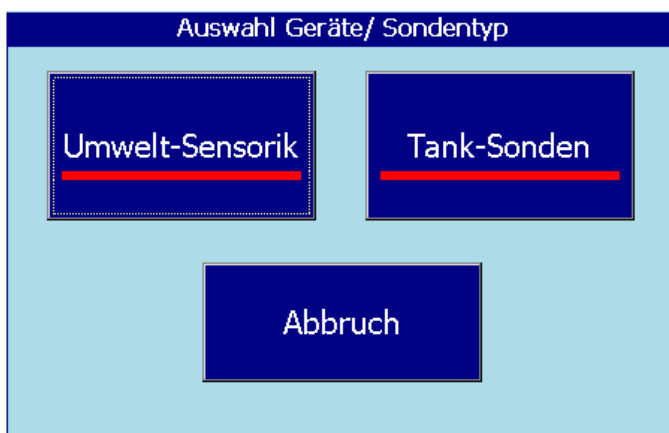 Auswahl Geräte/ Sondentyp
Umwelt-Sensorik
Tank-Sonden
Abbruch